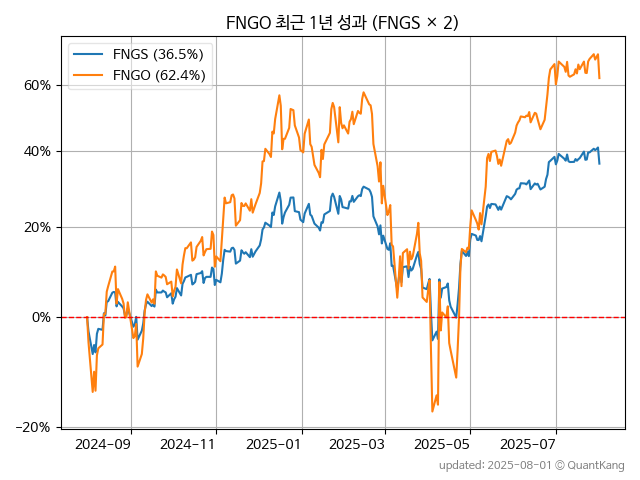 FNGO 최근 1년 성과 (FNGS × 2)
FNGS (36.5%)
FNGO (62.4%)
60%
40%
20%
0%
−20%
2024−09
2024−11
2025−01
2025−03
2025−05
2025−07
updated: 2025-08-01 © QuantKang